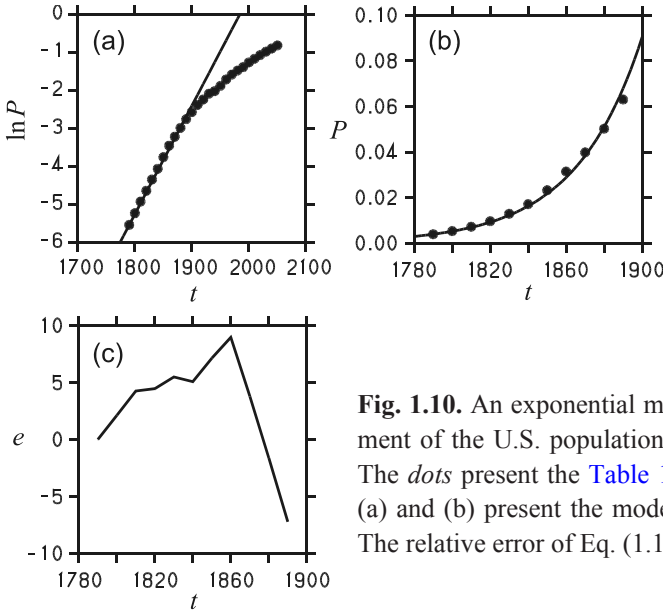 (a)
0
-1
-2
-3
-4
-5
-6
ln P
1700 1800 1900 2000 2100
t
(b)
0.10
0.08
0.06
0.04
0.02
0.00
P
1780 1820 1860 1900
t
(c)
10
5
0
-5
-10
e
1780 1820 1860 1900
t
Fig. 1.10. An exponential m
ment of the U.S. population
The dots present the Table 1
(a) and (b) present the mode
The relative error of Eq. (1.1